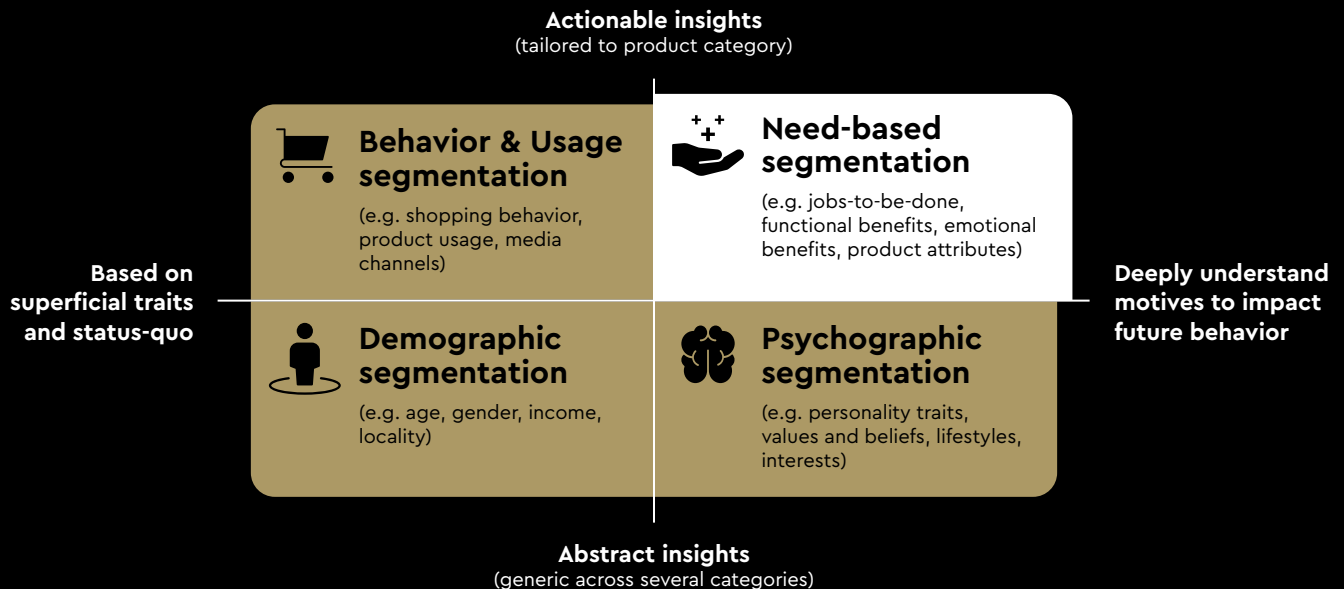 Actionable insights
(tailored to product category)
Behavior & Usage
segmentation
(e.g. shopping behavior,
product usage, media
channels)
Need-based
segmentation
(e.g. jobs-to-be-done,
functional benefits, emotional
benefits, product attributes)
Based on
superficial traits
and status-quo
Deeply understand
motives to impact
future behavior
Demographic
segmentation
(e.g. age, gender, income,
locality)
Psychographic
segmentation
(e.g. personality traits,
values and beliefs, lifestyles,
interests)
Abstract insights
(generic across several categories)